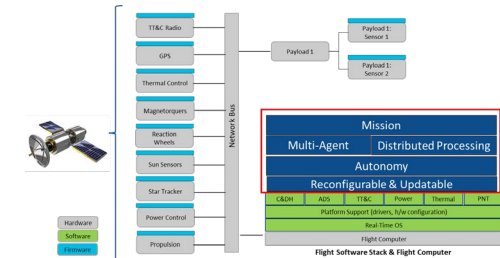 TT&C Radio
GPS
Thermal Control
Magnetorquers
Reaction
Wheels
Sun Sensors
Star Tracker
Power Control
Propulsion
Network Bus
Payload 1
Payload 1:
Sensor 1
Payload 1:
Sensor 2
Mission
Multi-Agent Distributed Processing
Autonomy
Reconfigurable & Updatable
C&DH ADS TT&C Power Thermal PNT
Platform Support (drivers, h/w configuration)
Real-Time OS
Flight Computer
Flight Software Stack & Flight Computer
Hardware
Software
Firmware